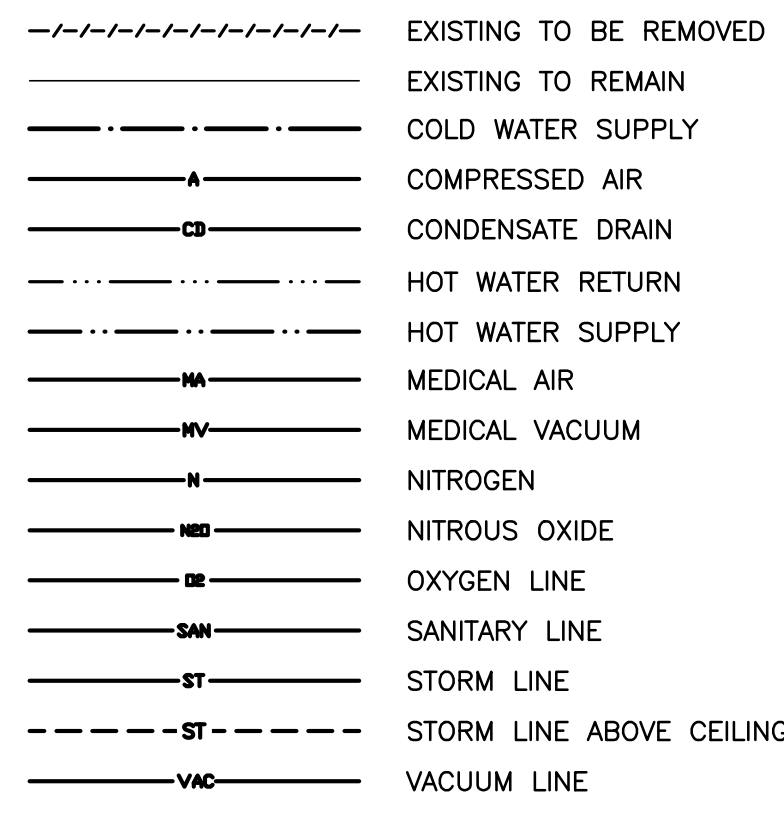 EXISTING TO BE REMOVED
EXISTING TO REMAIN
COLD WATER SUPPLY
A COMPRESSED AIR
CD CONDENSATE DRAIN
HOT WATER RETURN
HOT WATER SUPPLY
MA MEDICAL AIR
MV MEDICAL VACUUM
N NITROGEN
N2O NITROUS OXIDE
O2 OXYGEN LINE
SAN SANITARY LINE
ST STORM LINE
ST STORM LINE ABOVE CEILING
VAC VACUUM LINE